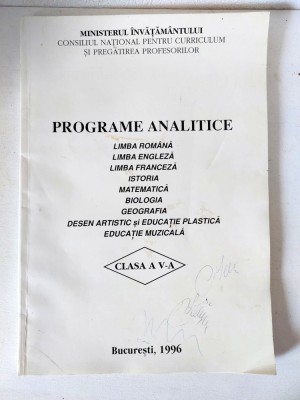 MINISTERUL ÎNVĂȚĂMÂNTULUI
CONSILIUL NAȚIONAL PENTRU CURRICULUM
ȘI PREGĂTIREA PROFESORILOR
PROGRAME ANALITICE
LIMBA ROMÂNĂ
LIMBA ENGLEZĂ
LIMBA FRANCEZĂ
ISTORIA
MATEMATICĂ
BIOLOGIA
GEOGRAFIA
DESEN ARTISTIC și EDUCAȚIE PLASTICĂ
EDUCAȚIE MUZICALĂ
CLASA A V-A
București, 1996